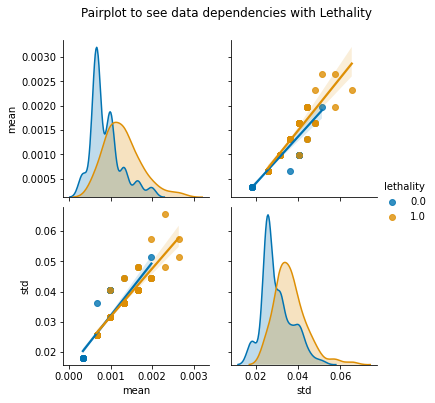 Pairplot to see data dependencies with Lethality
0.0030
0.0025
0.0020
0.0015
0.0010
0.0005
mean
lethality
0.0
1.0
0.06
0.05
0.04
0.03
0.02
std
0.000 0.001 0.002 0.003
mean
0.02 0.04 0.06
std